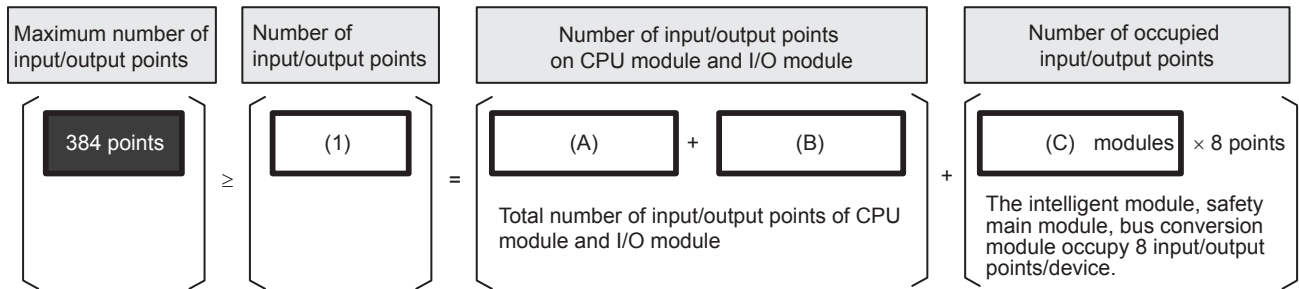 Maximum number of
input/output points
Number of
input/output points
Number of input/output points
on CPU module and I/O module
Number of occupied
input/output points
384 points
≥
(1)
=
(A)
+
(B)
+
(C) modules
× 8 points
Total number of input/output points of CPU
module and I/O module
The intelligent module, safety
main module, bus conversion
module occupy 8 input/output
points/device.